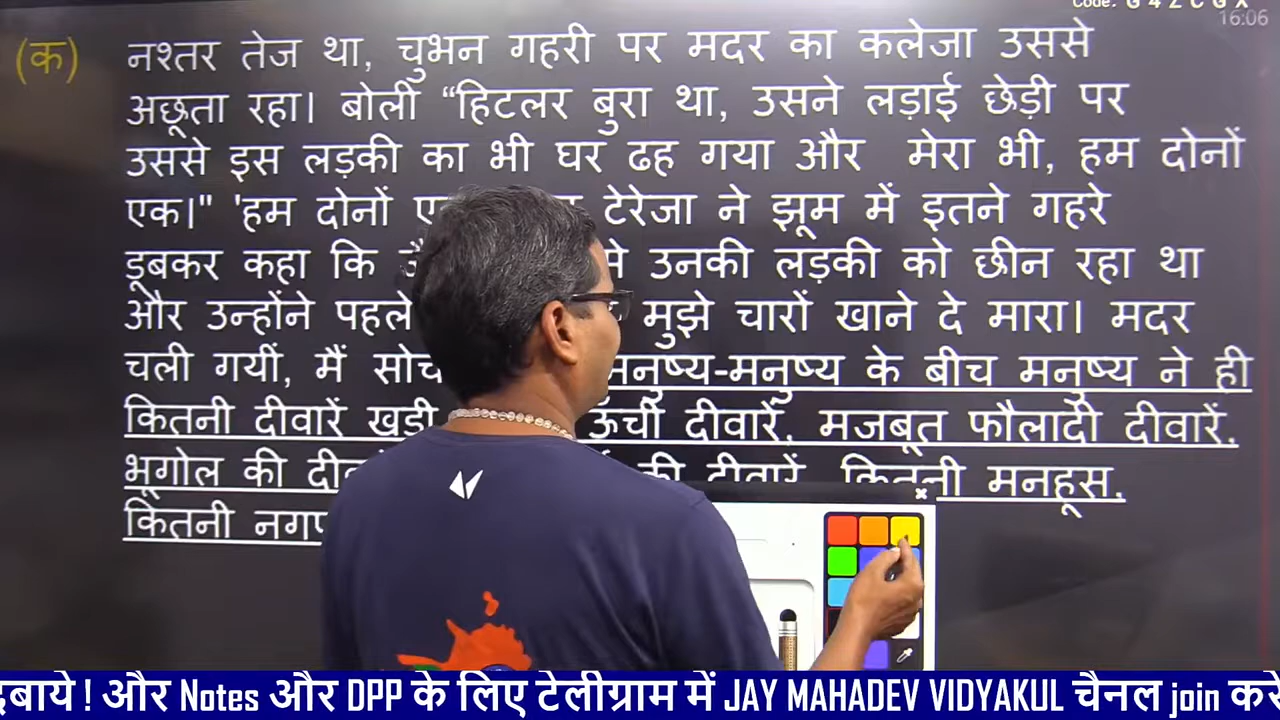 Code: G 4 Z C G X
16:06
(क) नश्तर तेज था, चुभन गहरी पर मदर का कलेजा उससे
अछूता रहा। बोलीं “हिटलर बुरा था, उसने लड़ाई छेड़ी पर
उससे इस लड़की का भी घर ढह गया और मेरा भी, हम दोनों
एक।" 'हम दोनों टेरेजा ने झूम में इतने गहरे
डूबकर कहा कि उनकी लड़की को छीन रहा था
और उन्होंने पहले मुझे चारों खाने दे मारा। मदर
चली गयीं, मैं मनुष्य-मनुष्य के बीच मनुष्य ने ही
कितनी दीवारें खड़ी ऊंची दीवारें, मजबूत फौलादी दीवारें,
भूगोल की की दीवारें, कितनी मनहूस,
कितनी
दबाये ! और Notes और DPP के लिए टेलीग्राम में JAY MAHADEV VIDYAKUL चैनल join करे